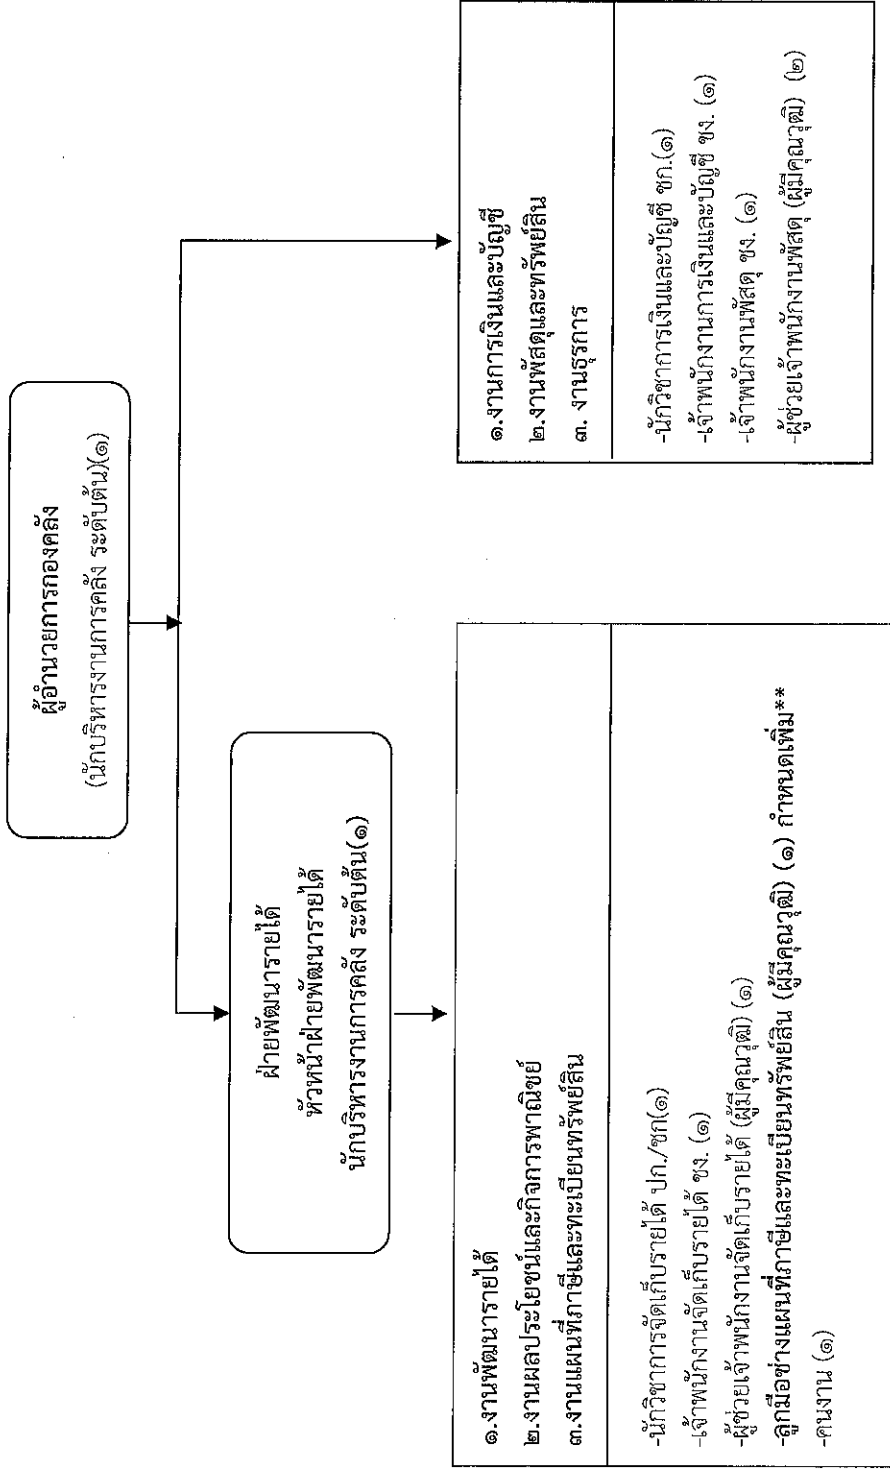 ผู้อำนวยการกองคลัง
(นักบริหารงานการคลัง ระดับต้น)(๑)
ฝ่ายพัฒนารายได้
หัวหน้าฝ่ายพัฒนารายได้
นักบริหารงานการคลัง ระดับต้น(๑)
๑.งานพัฒนารายได้
๒.งานผลประโยชน์และกิจการพาณิชย์
๓.งานแผนที่ภาษีและทะเบียนทรัพย์สิน
-นักวิชาการจัดเก็บรายได้ ปก./ชก(๑)
-เจ้าพนักงานจัดเก็บรายได้ ชง. (๑)
-ผู้ช่วยเจ้าพนักงานจัดเก็บรายได้ (ผู้มีคุณวุฒิ) (๑)
-ลูกมือช่างแผนที่ภาษีและทะเบียนทรัพย์สิน (ผู้มีคุณวุฒิ) (๑) กำหนดเพิ่ม**
-คนงาน (๑)
๑.งานการเงินและบัญชี
๒.งานพัสดุและทรัพย์สิน
๓. งานธุรการ
-นักวิชาการเงินและบัญชี ชก.(๑)
-เจ้าพนักงานการเงินและบัญชี ชง. (๑)
-เจ้าพนักงานพัสดุ ชง. (๑)
-ผู้ช่วยเจ้าพนักงานพัสดุ (ผู้มีคุณวุฒิ) (๒)